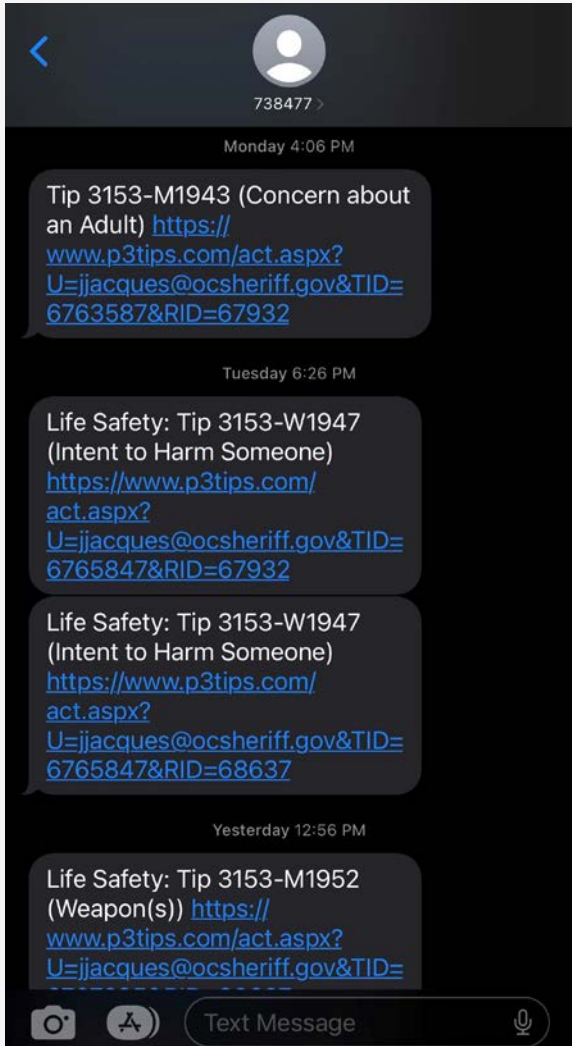 738477
Monday 4:06 PM
Tip 3153-M1943 (Concern about
an Adult) https://
www.p3tips.com/act.aspx?
U=jjacques@ocsheriff.gov&TID=
6763587&RID=67932
Tuesday 6:26 PM
Life Safety: Tip 3153-W1947
(Intent to Harm Someone)
https://www.p3tips.com/
act.aspx?
U=jjacques@ocsheriff.gov&TID=
6765847&RID=67932
Life Safety: Tip 3153-W1947
(Intent to Harm Someone)
https://www.p3tips.com/
act.aspx?
U=jjacques@ocsheriff.gov&TID=
6765847&RID=68637
Yesterday 12:56 PM
Life Safety: Tip 3153-M1952
(Weapon(s)) https://
www.p3tips.com/act.aspx?
U=jjacques@ocsheriff.gov&TID=
Text Message